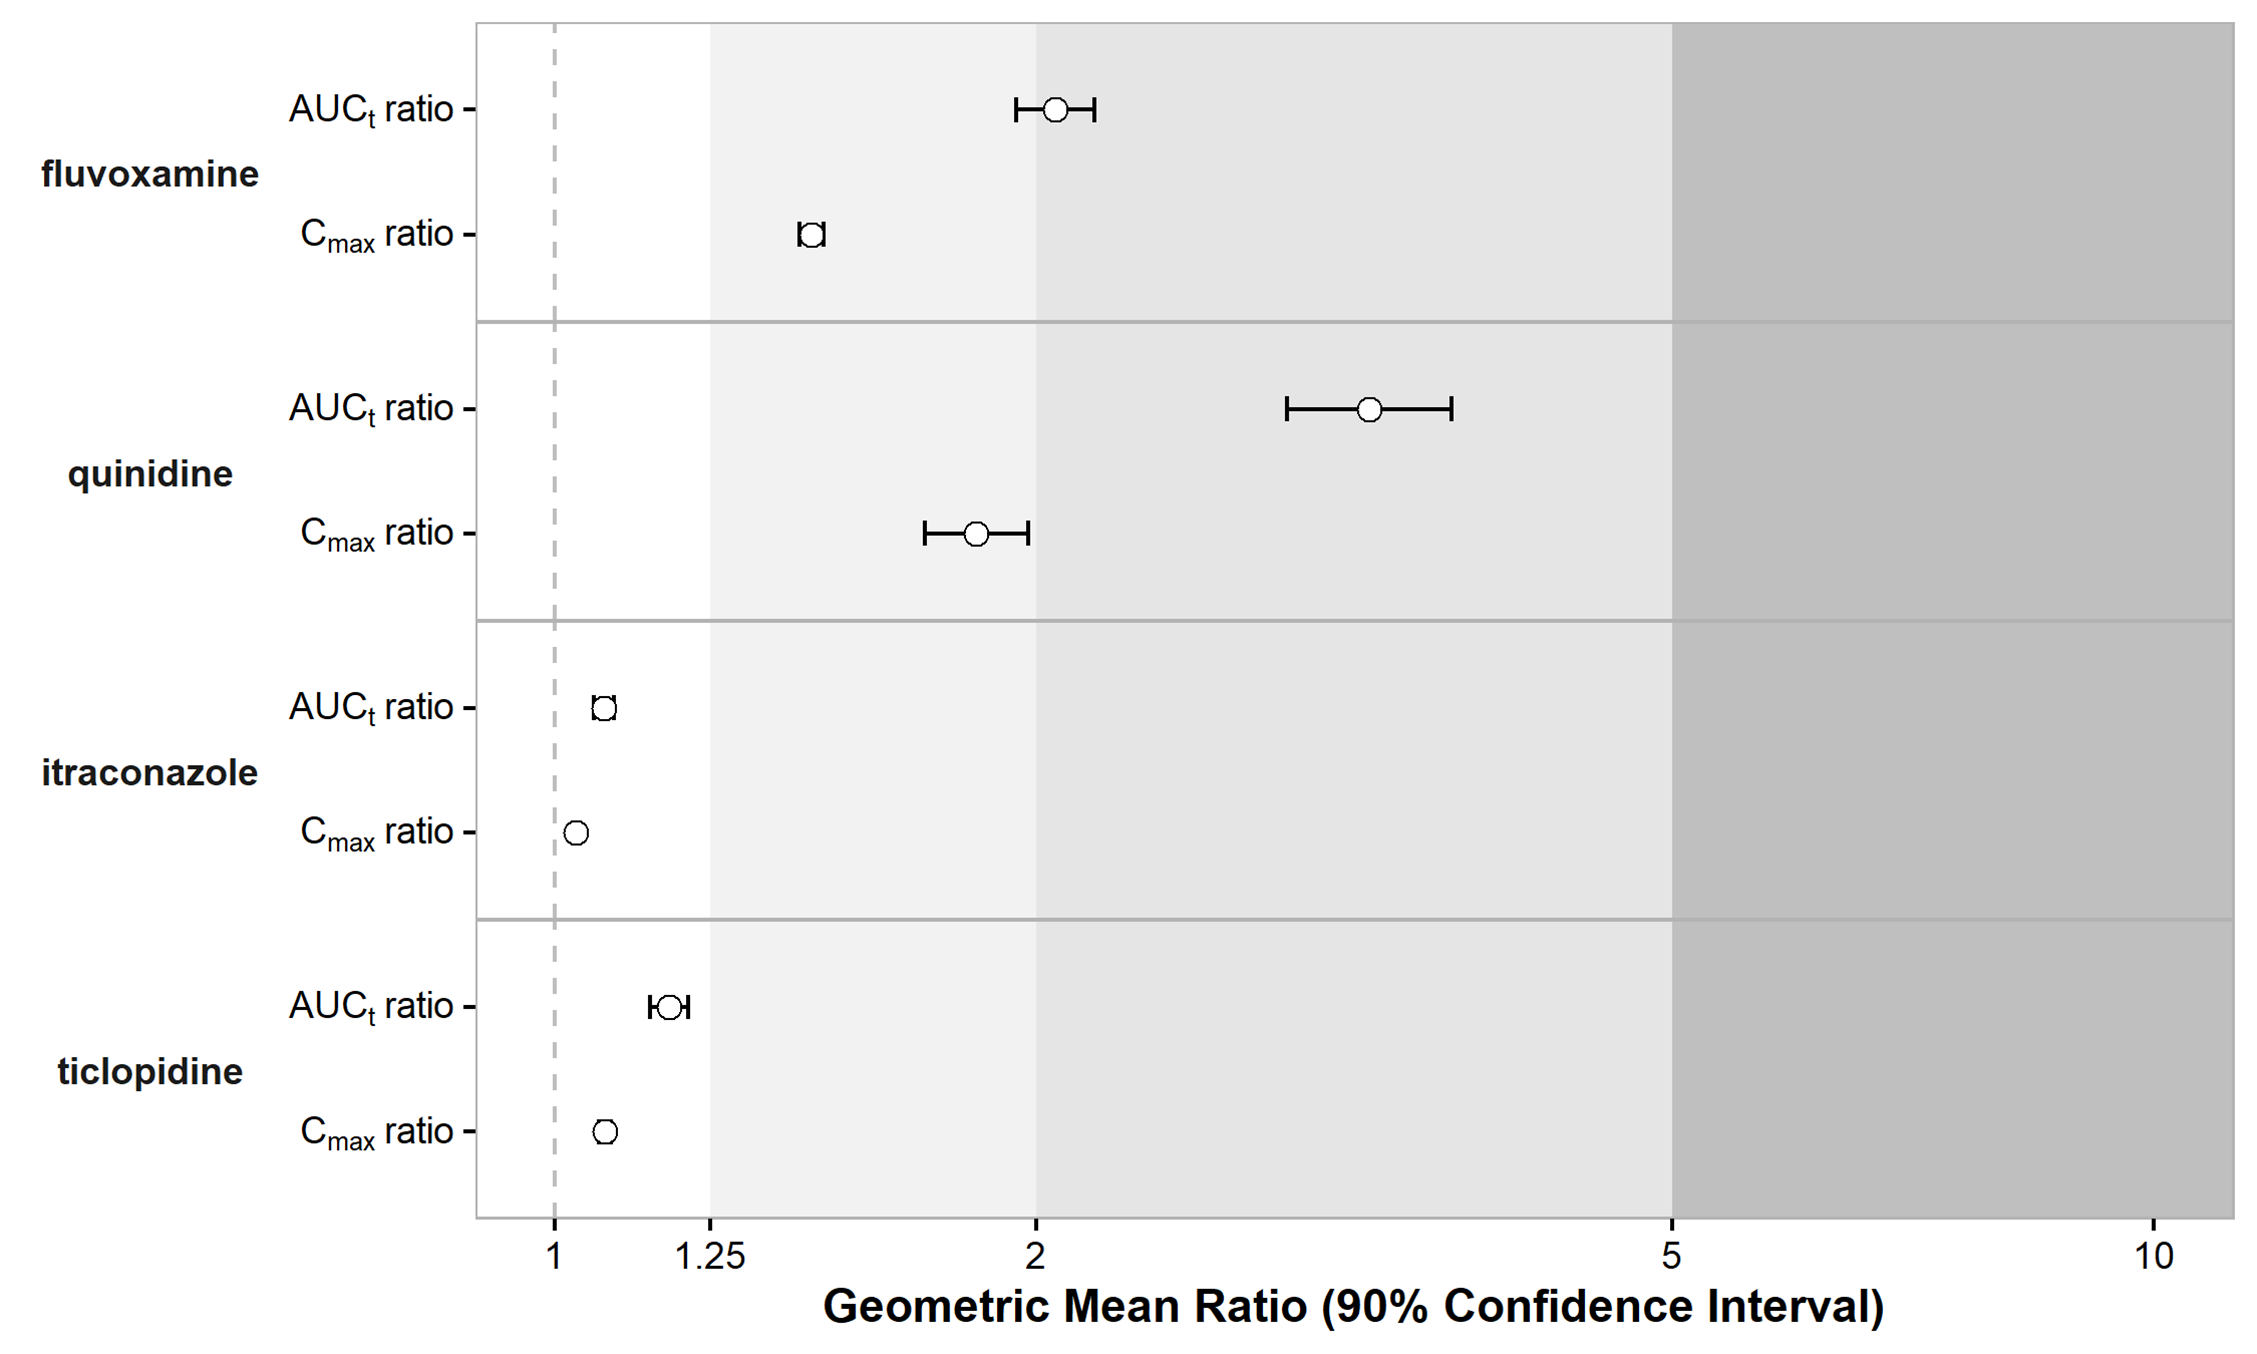 AUCt ratio
fluvoxamine
Cmax ratio
AUCt ratio
quinidine
Cmax ratio
AUCt ratio
itraconazole
Cmax ratio
AUCt ratio
ticlopidine
Cmax ratio
1 1.25 2 5 10
Geometric Mean Ratio (90% Confidence Interval)